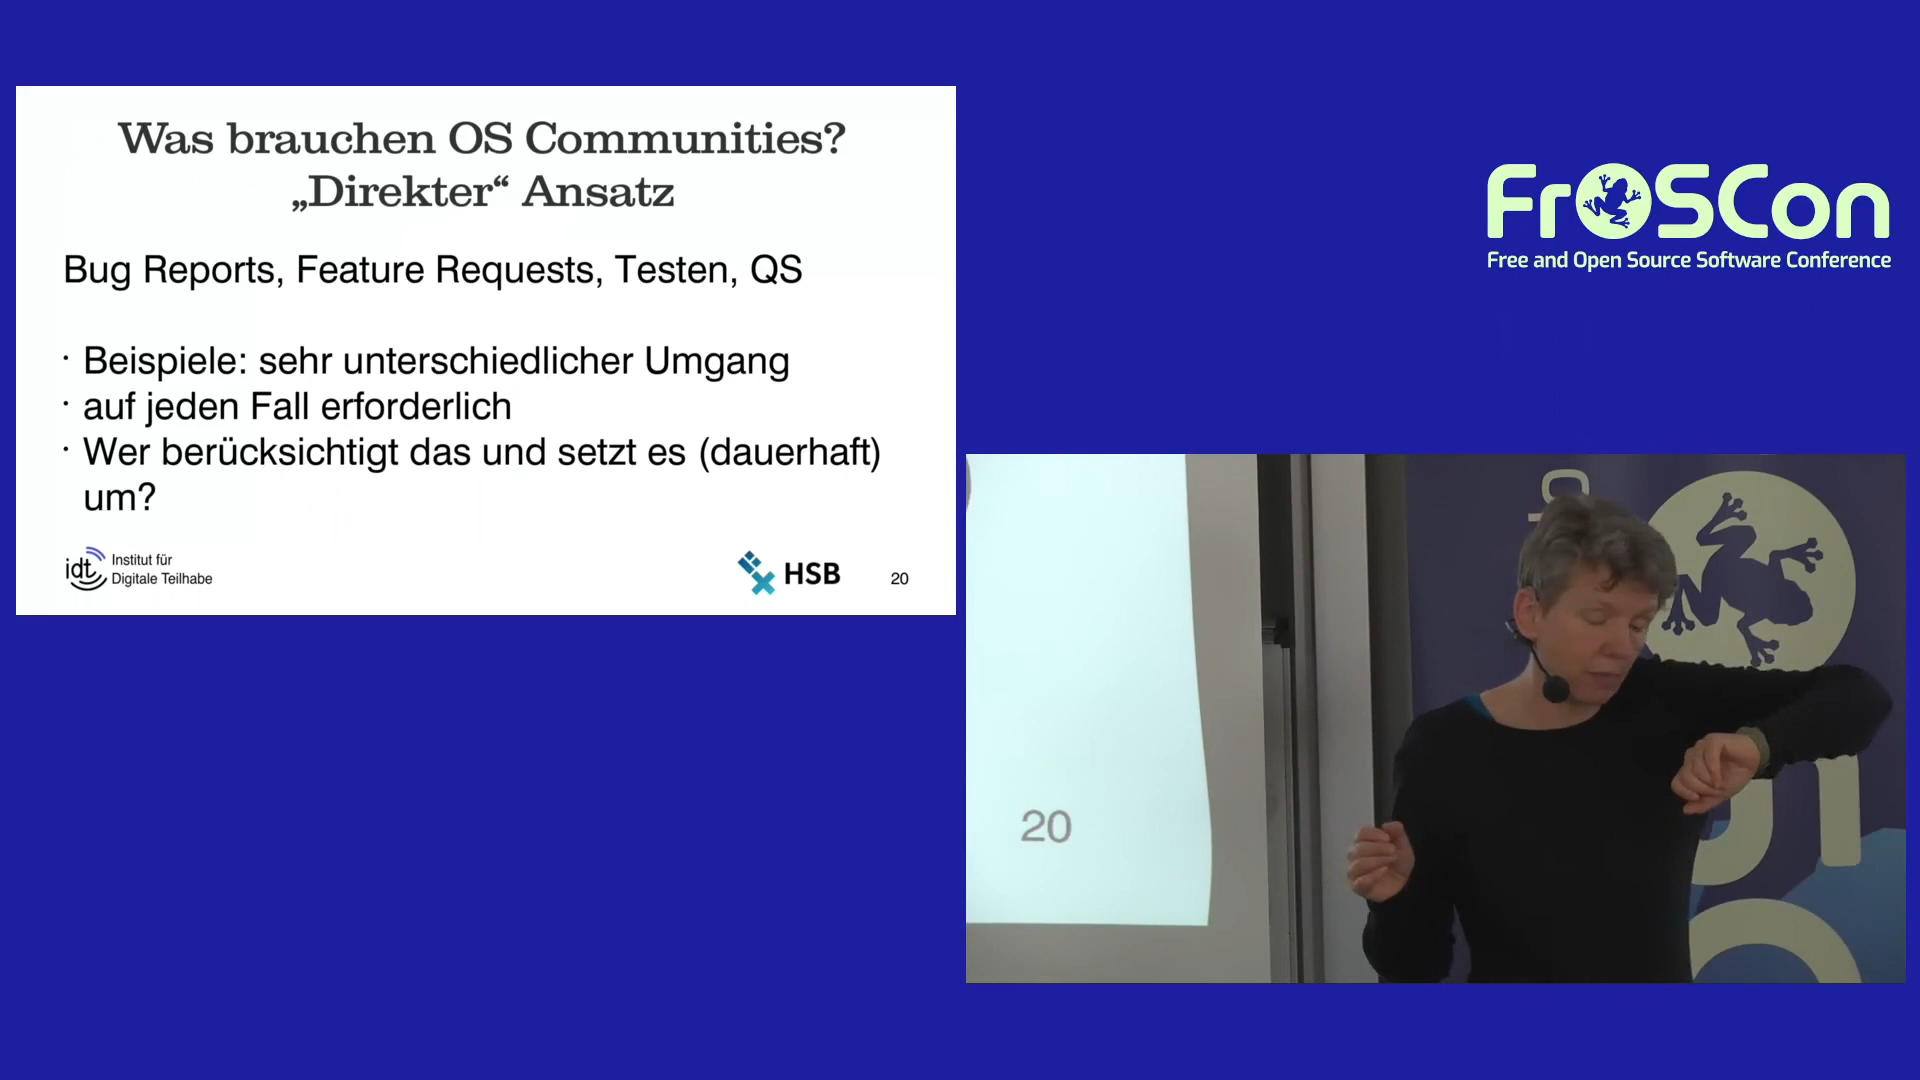 Was brauchen OS Communities?
„Direkter“ Ansatz
Bug Reports, Feature Requests, Testen, QS
· Beispiele: sehr unterschiedlicher Umgang
· auf jeden Fall erforderlich
· Wer berücksichtigt das und setzt es (dauerhaft)
um?
idt Institut für
Digitale Teilhabe
HSB
20
FrOSCon
Free and Open Source Software Conference
20